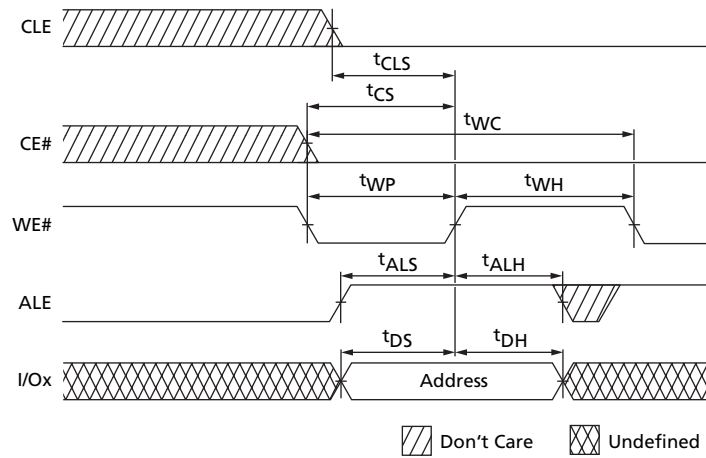 CLE
tCLS
tCS
CE#
tWC
tWP
tWH
WE#
tALS
tALH
ALE
tDS
tDH
I/Ox
Address
Don't Care
Undefined